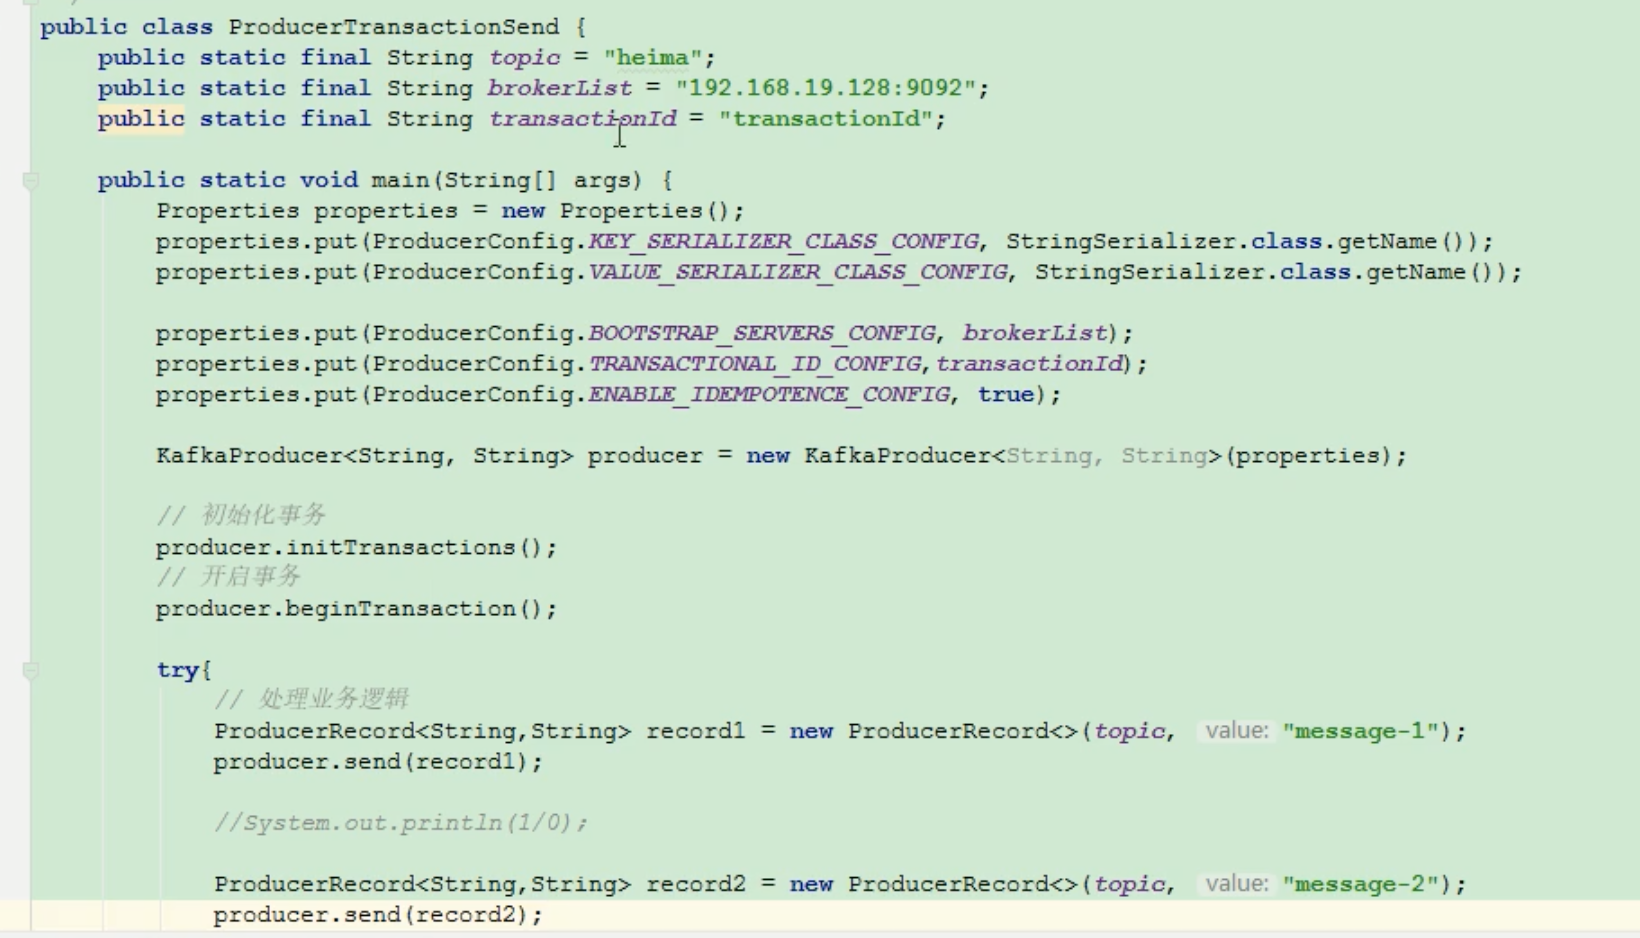 public class ProducerTransactionSend {
public static final String topic = "heima";
public static final String brokerList = "192.168.19.128:9092";
public static final String transactionId = "transactionId";
public static void main(String[] args) {
Properties properties = new Properties();
properties.put(ProducerConfig.KEY_SERIALIZER_CLASS_CONFIG, StringSerializer.class.getName());
properties.put(ProducerConfig.VALUE_SERIALIZER_CLASS_CONFIG, StringSerializer.class.getName());
properties.put(ProducerConfig.BOOTSTRAP_SERVERS_CONFIG, brokerList);
properties.put(ProducerConfig.TRANSACTIONAL_ID_CONFIG,transactionId);
properties.put(ProducerConfig.ENABLE_IDEMPOTENCE_CONFIG, true);
KafkaProducer<String, String> producer = new KafkaProducer<String, String>(properties);
// 初始化事务
producer.initTransactions();
// 开启事务
producer.beginTransaction();
try{
// 处理业务逻辑
ProducerRecord<String,String> record1 = new ProducerRecord<>(topic, value: "message-1");
producer.send(record1);
//System.out.println(1/0);
ProducerRecord<String,String> record2 = new ProducerRecord<>(topic, value: "message-2");
producer.send(record2);